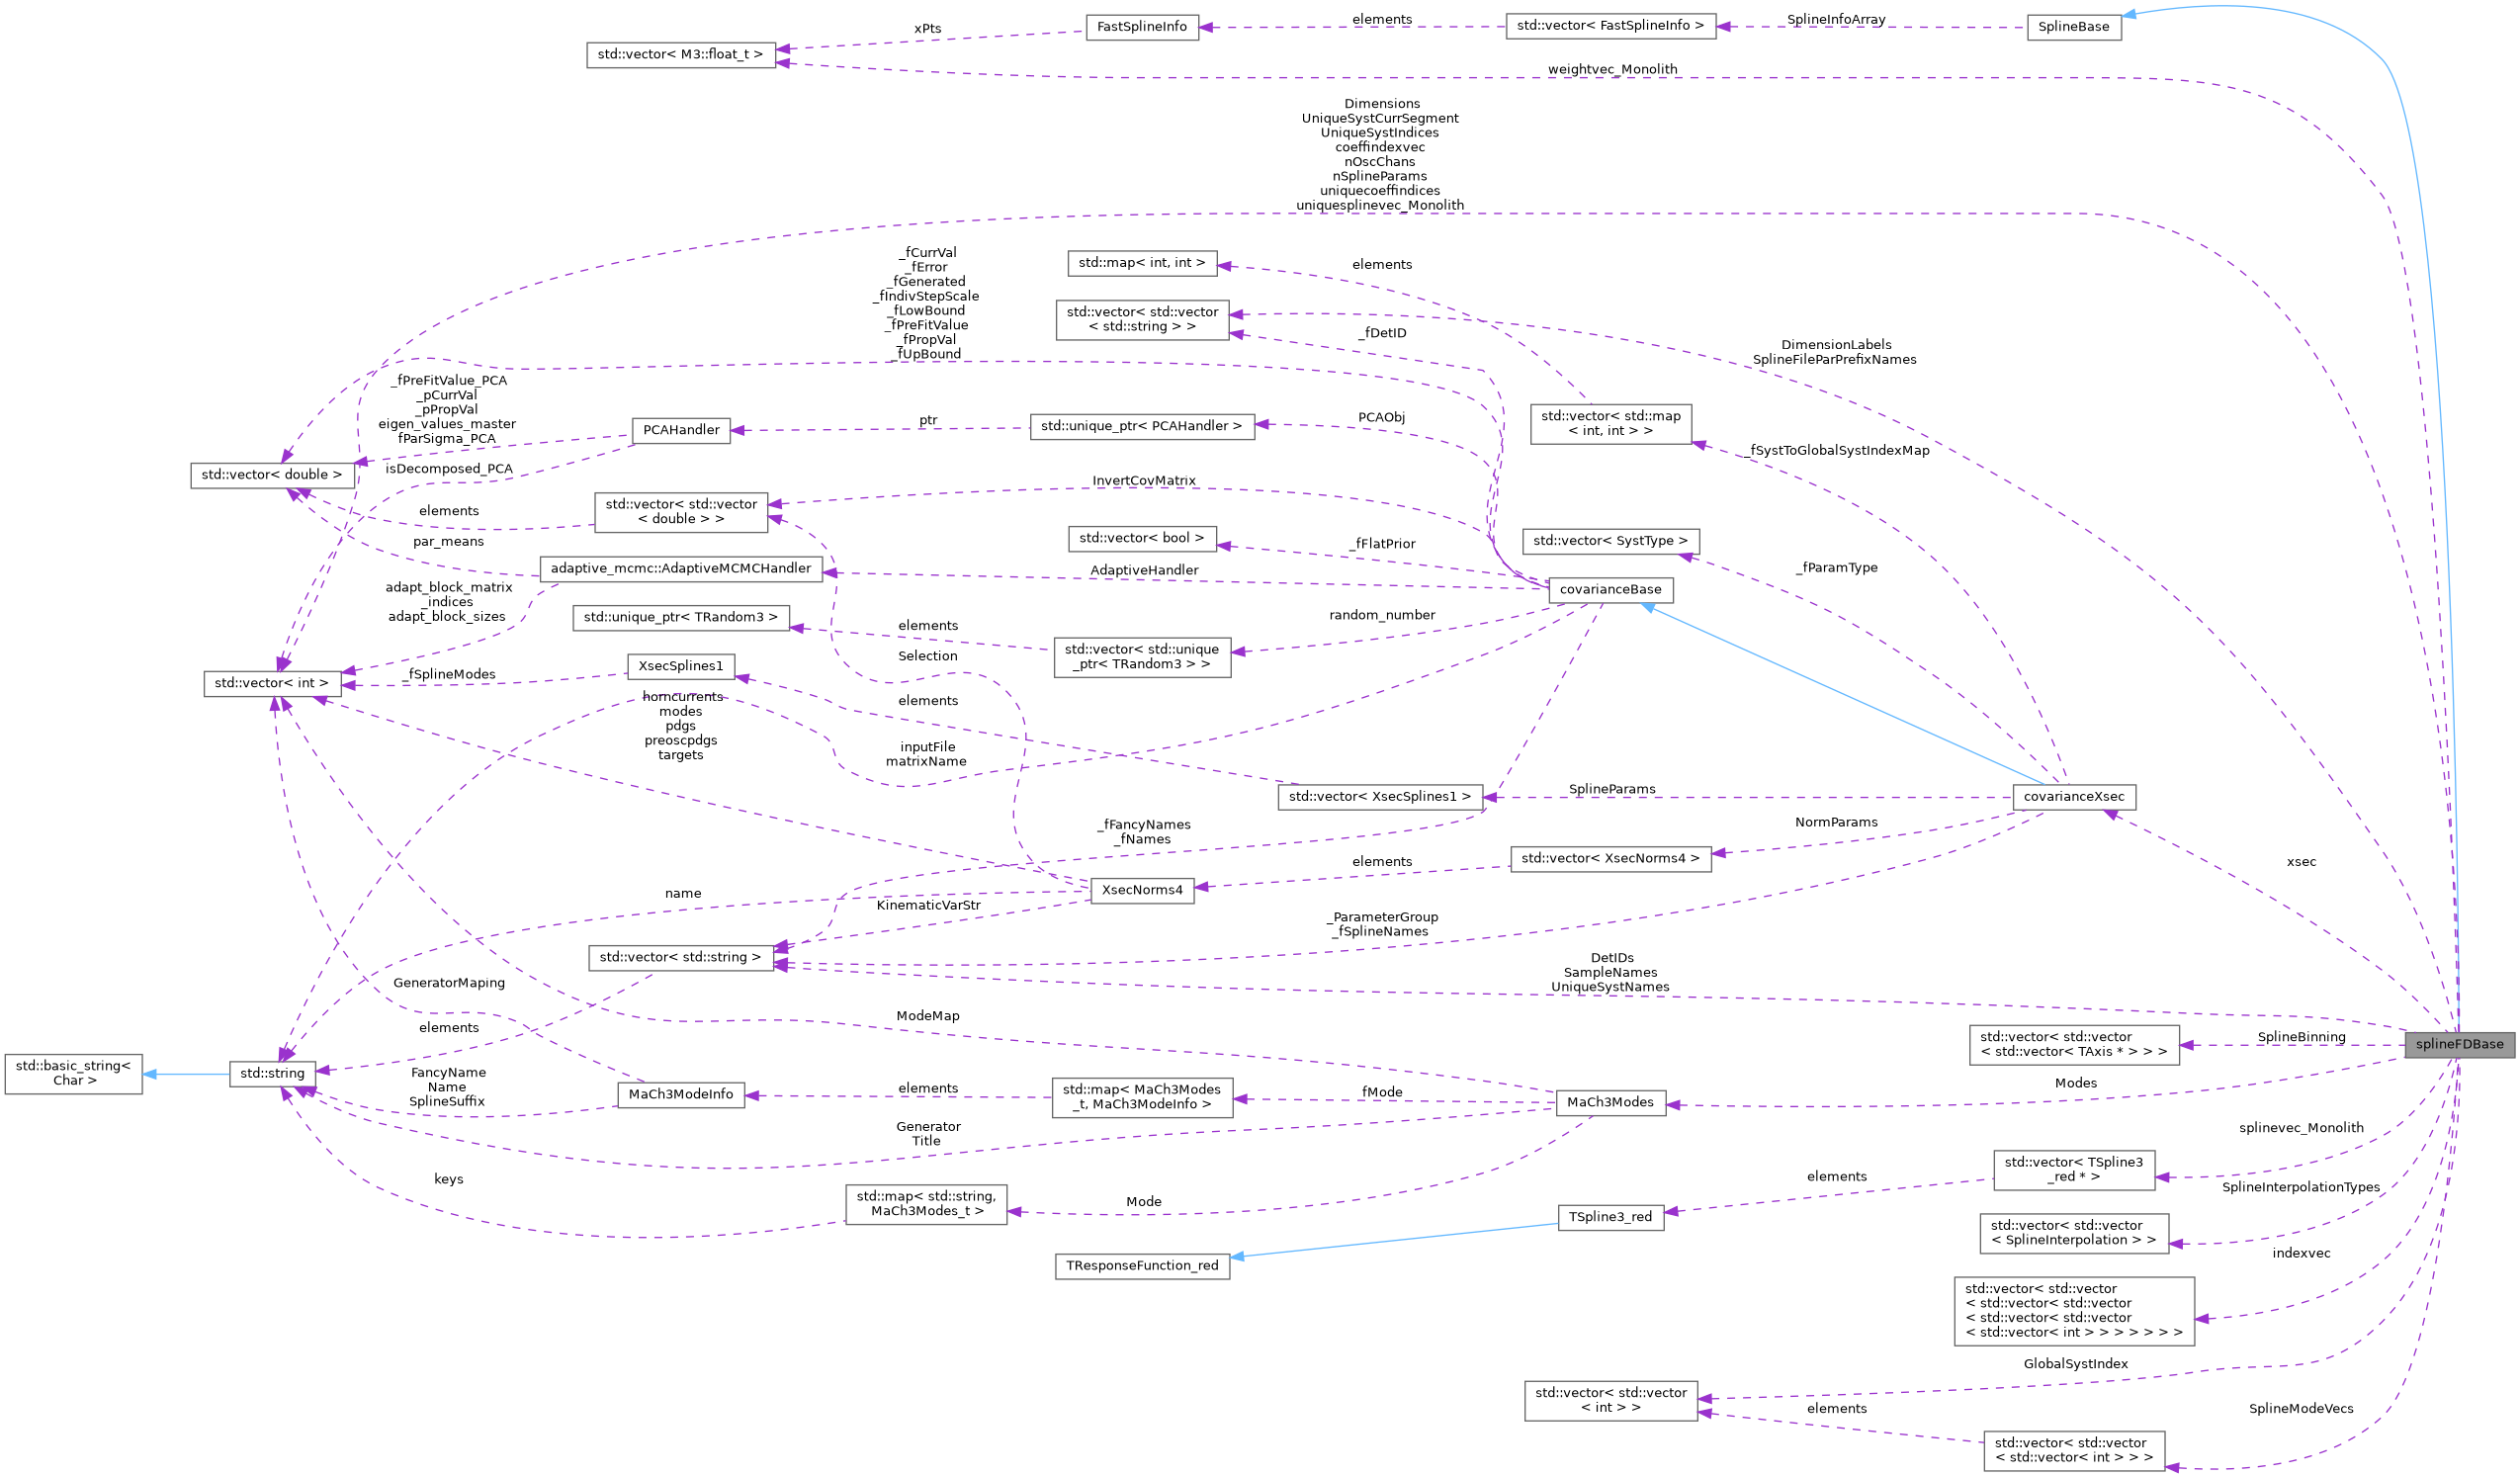 xPts
FastSplineInfo
elements
std::vector< FastSplineInfo >
SplineInfoArray
SplineBase
std::vector< M3::float_t >
weightvec_Monolith
Dimensions
UniqueSystCurrSegment
UniqueSystIndices
coeffindexvec
nOscChans
nSplineParams
uniquecoeffindices
uniquesplinevec_Monolith
_fCurrVal
_fError
_fGenerated
_fIndivStepScale
_fLowBound
_fPreFitValue
_fPropVal
_fUpBound
std::map< int, int >
elements
std::vector< std::vector
< std::string > >
_fDetID
DimensionLabels
SplineFileParPrefixNames
_fPreFitValue_PCA
_pCurrVal
_pPropVal
eigen_values_master
fParSigma_PCA
PCAHandler
ptr
std::unique_ptr< PCAHandler >
PCAObj
std::vector< std::map
< int, int > >
_fSystToGlobalSystIndexMap
std::vector< double >
isDecomposed_PCA
InvertCovMatrix
elements
std::vector< std::vector
< double > >
par_means
std::vector< bool >
_fFlatPrior
std::vector< SystType >
_fParamType
adaptive_mcmc::AdaptiveMCMCHandler
AdaptiveHandler
covarianceBase
adapt_block_matrix
_indices
adapt_block_sizes
std::unique_ptr< TRandom3 >
elements
random_number
std::vector< std::unique
_ptr< TRandom3 > >
Selection
std::vector< int >
_fSplineModes
XsecSplines1
elements
horncurrents
modes
pdgs
preoscpdgs
targets
inputFile
matrixName
std::vector< XsecSplines1 >
SplineParams
covarianceXsec
_fFancyNames
_fNames
NormParams
std::vector< XsecNorms4 >
elements
xsec
name
XsecNorms4
KinematicVarStr
_ParameterGroup
_fSplineNames
std::vector< std::string >
DetIDs
SampleNames
UniqueSystNames
GeneratorMaping
ModeMap
elements
std::vector< std::vector
< std::vector< TAxis * > > >
SplineBinning
splineFDBase
std::basic_string<
Char >
std::string
FancyName
Name
SplineSuffix
MaCh3ModeInfo
elements
std::map< MaCh3Modes
_t, MaCh3ModeInfo >
fMode
MaCh3Modes
Modes
Generator
Title
splinevec_Monolith
keys
std::map< std::string,
MaCh3Modes_t >
Mode
elements
std::vector< TSpline3
_red * >
SplineInterpolationTypes
TSpline3_red
std::vector< std::vector
< SplineInterpolation > >
TResponseFunction_red
indexvec
std::vector< std::vector
< std::vector< std::vector
< std::vector< std::vector
< std::vector< int > > > > > > >
GlobalSystIndex
std::vector< std::vector
< int > >
elements
SplineModeVecs
std::vector< std::vector
< std::vector< int > > >